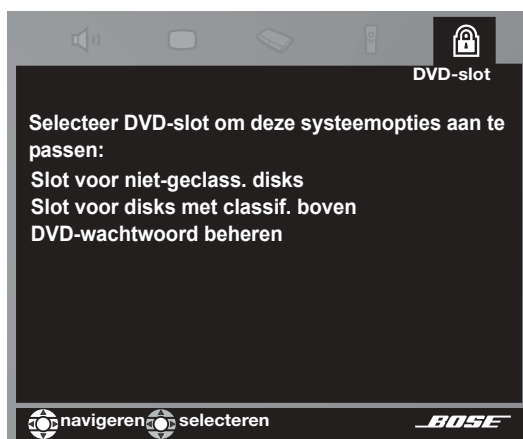 DVD-slot
Selecteer DVD-slot om deze systeemopties aan te
passen:
Slot voor niet-geclass. disks
Slot voor disks met classif. boven
DVD-wachtwoord beheren
navigeren selecteren BOSE